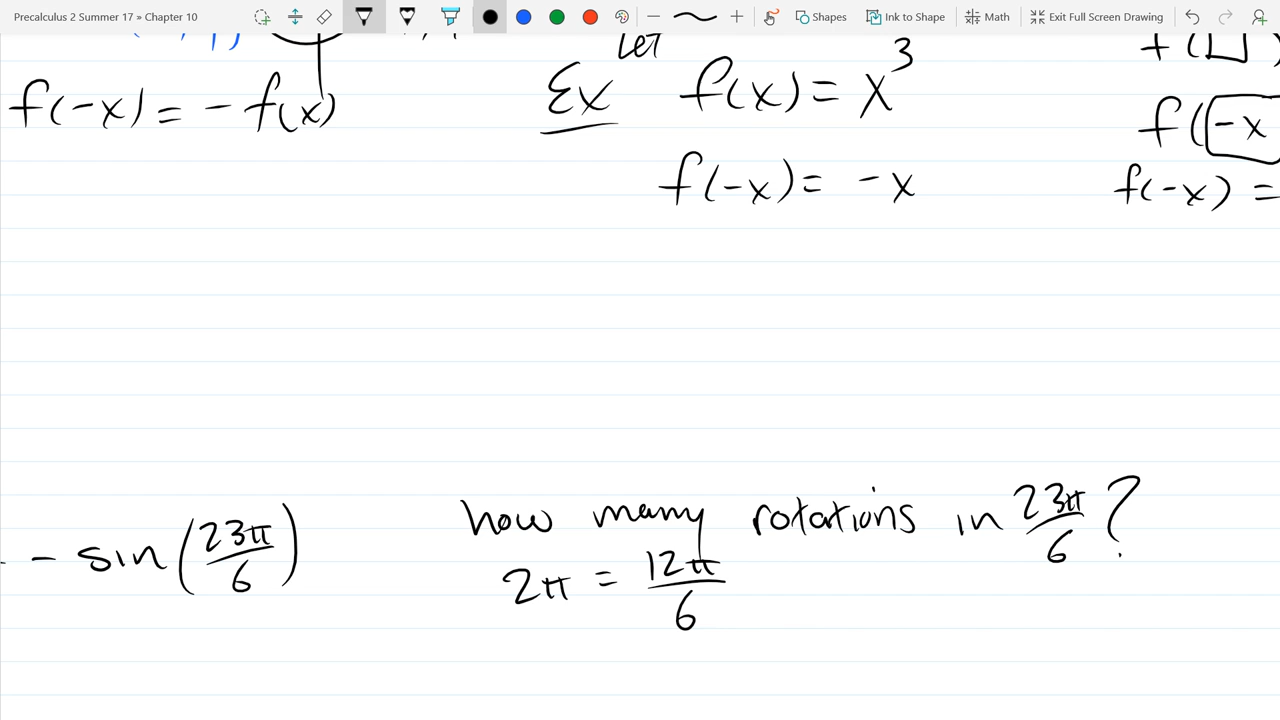 Precalculus 2 Summer 17 » Chapter 10
Shapes
Ink to Shape
Math
Exit Full Screen Drawing
Let
f(-x) = - f(x)
Ex f(x) = x³
f(-x) = -x
f(-x
f(-x) =
- sin(23π/6)
how many rotations in 23π/6?
2π = 12π/6